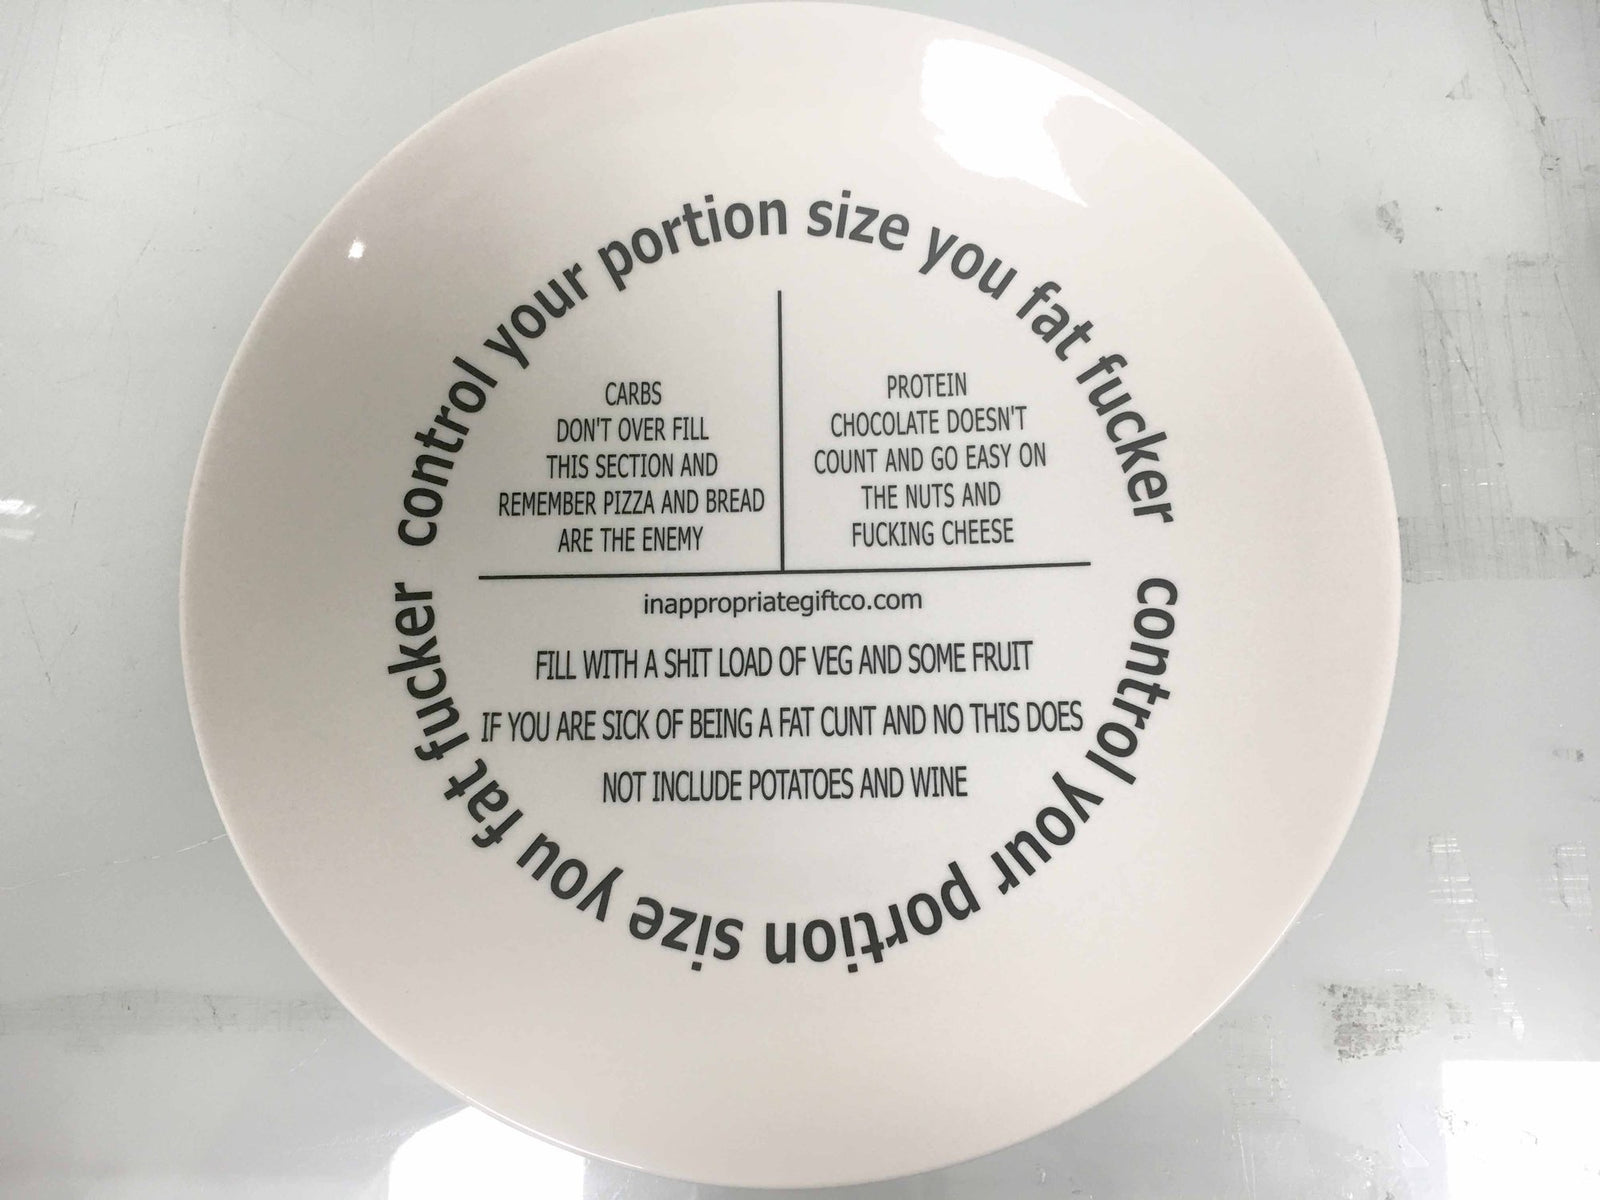 control your portion size you fat fucker
control your portion size you fat fucker
CARBS
DON'T OVER FILL
THIS SECTION AND
REMEMBER PIZZA AND BREAD
ARE THE ENEMY
PROTEIN
CHOCOLATE DOESN'T
COUNT AND GO EASY ON
THE NUTS AND
FUCKING CHEESE
inappropriategiftco.com
FILL WITH A SHIT LOAD OF VEG AND SOME FRUIT
IF YOU ARE SICK OF BEING A FAT CUNT AND NO THIS DOES
NOT INCLUDE POTATOES AND WINE